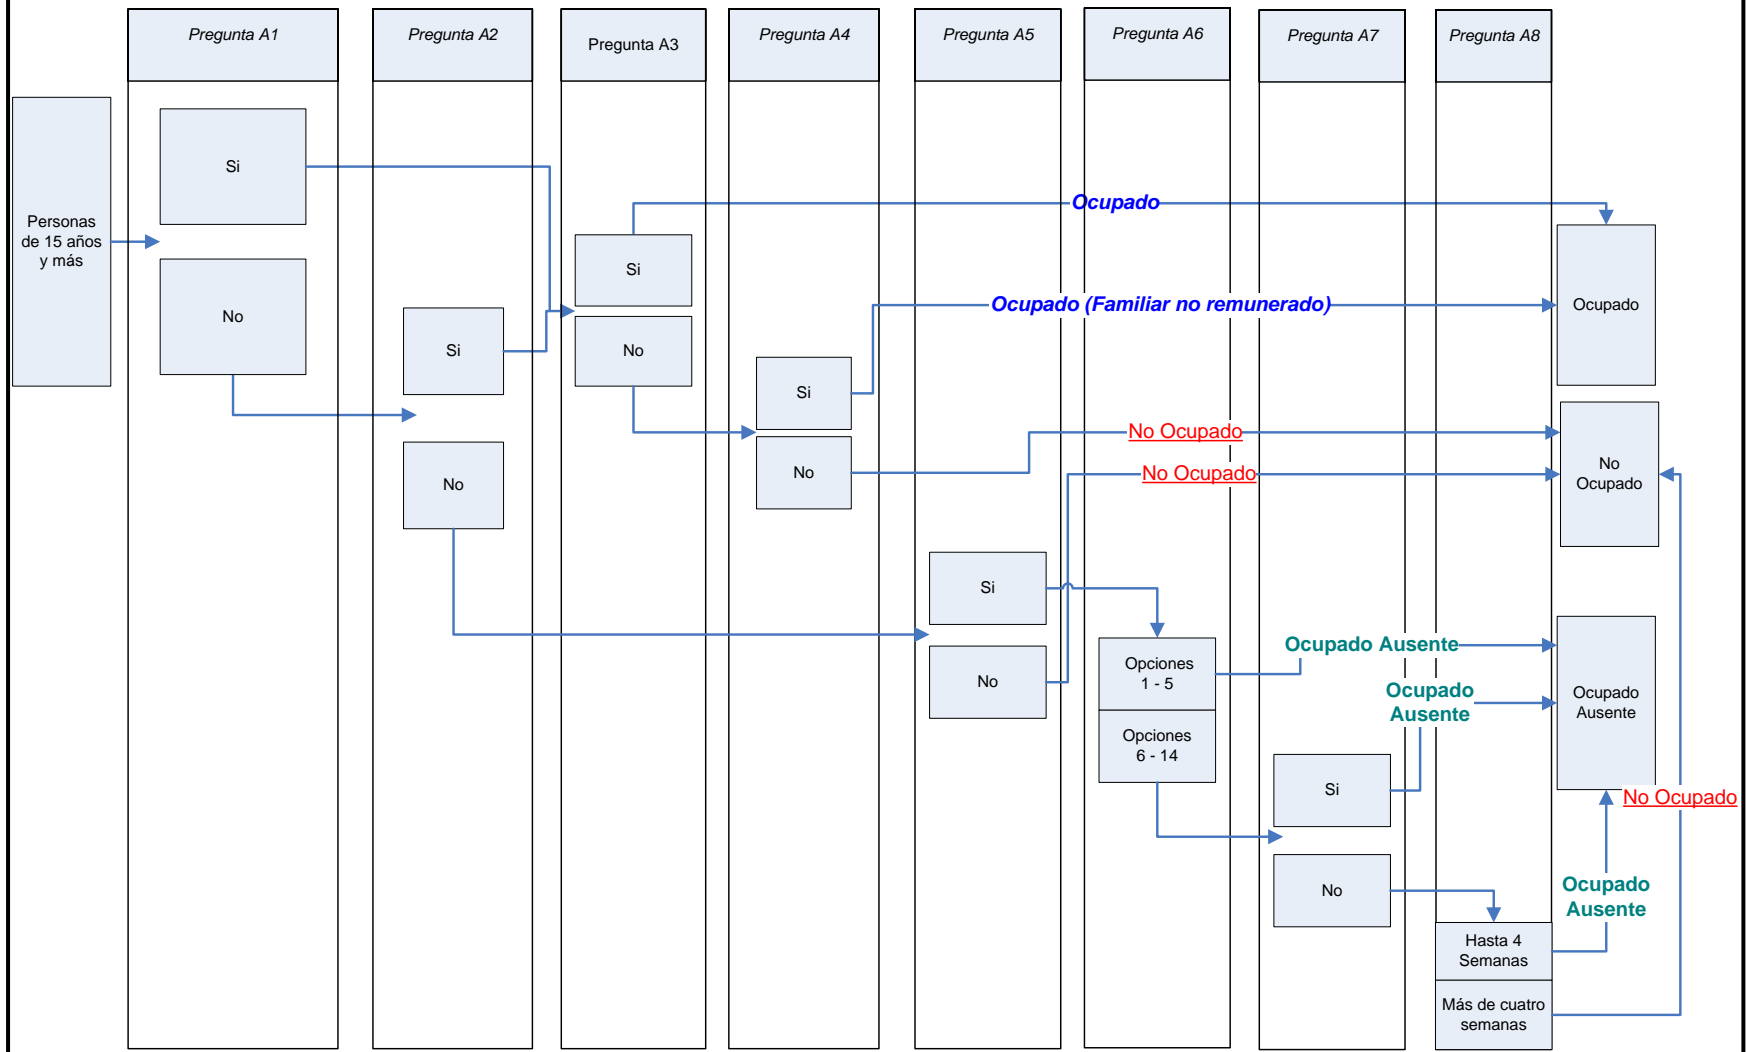 Pregunta A1
Pregunta A2
Pregunta A3
Pregunta A4
Pregunta A5
Pregunta A6
Pregunta A7
Pregunta A8
Personas
de 15 años
y más
Si
No
Si
No
Si
No
Si
No
Si
No
Opciones
1 - 5
Opciones
6 - 14
Si
No
Hasta 4
Semanas
Más de cuatro
semanas
Ocupado
Ocupado (Familiar no remunerado)
No Ocupado
No Ocupado
Ocupado Ausente
Ocupado
Ausente
Ocupado
Ausente
No Ocupado
Ocupado
No
Ocupado
Ocupado
Ausente